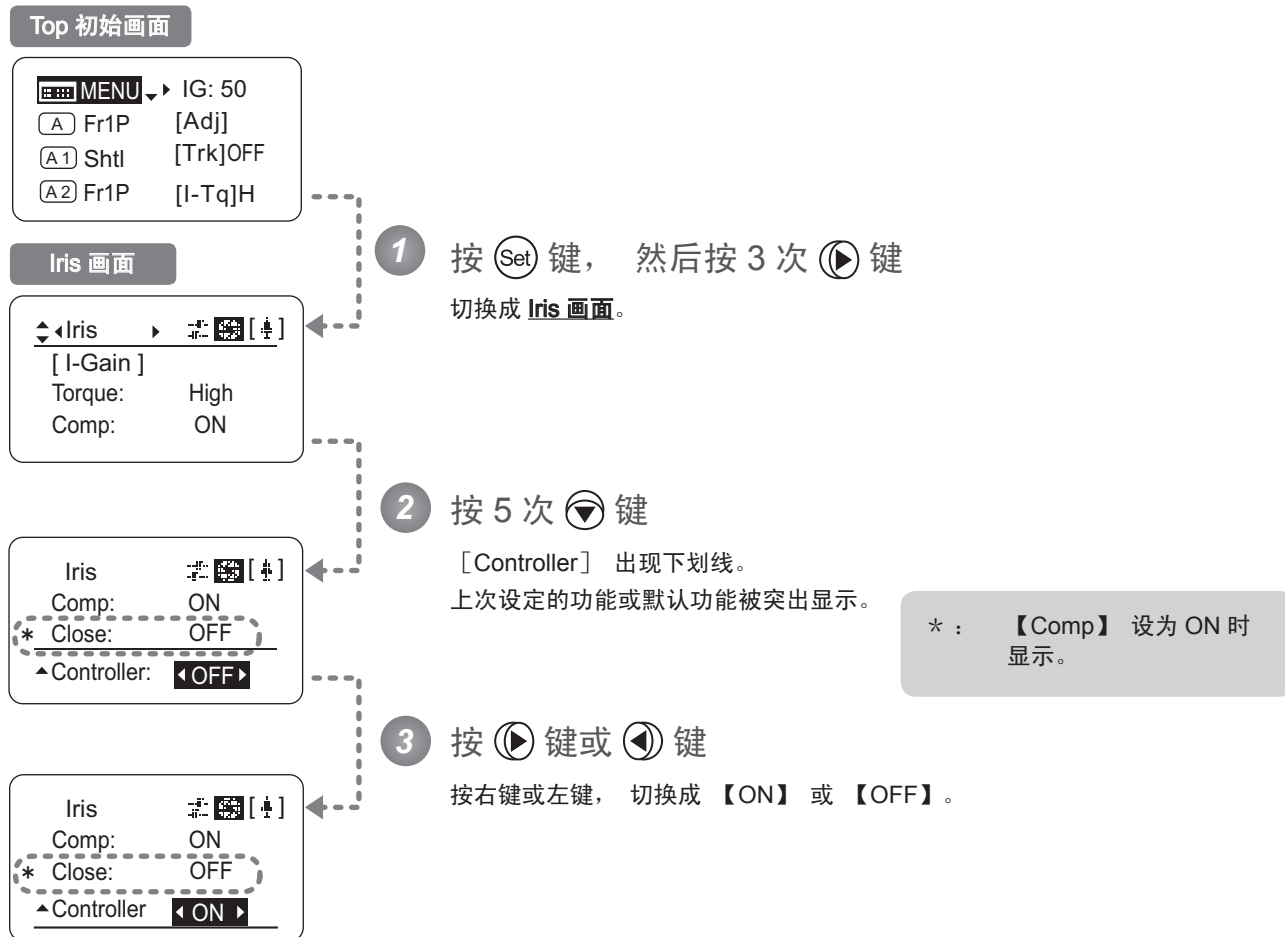 Top 初始画面
MENU IG: 50
A Fr1P [Adj]
A1 Shtl [Trk]OFF
A2 Fr1P [I-Tq]H
1 按 Set 键， 然后按 3 次 键
切换成 Iris 画面。
Iris 画面
Iris
[ I-Gain ]
Torque: High
Comp: ON
2 按 5 次 键
［Controller］ 出现下划线。
上次设定的功能或默认功能被突出显示。
＊： 【Comp】 设为 ON 时
显示。
Iris
Comp: ON
* Close: OFF
Controller: OFF
3 按 键或 键
按右键或左键， 切换成 【ON】 或 【OFF】。
Iris
Comp: ON
* Close: OFF
Controller ON